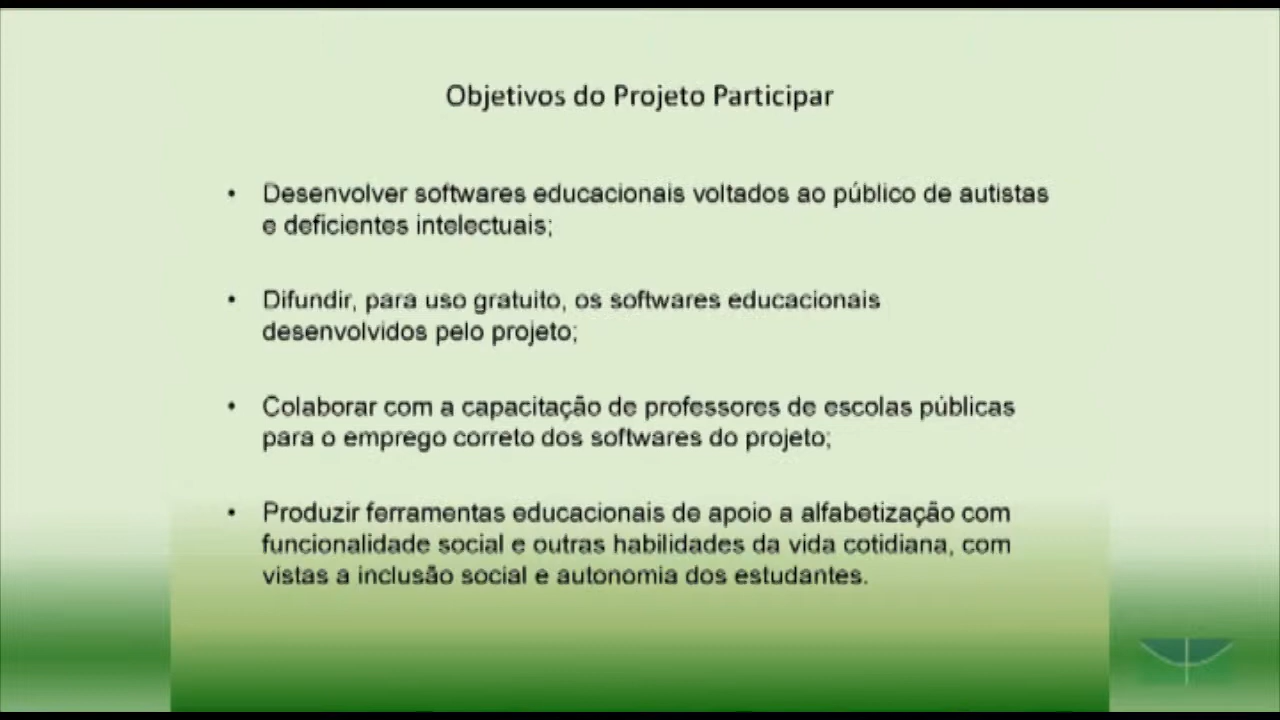 Objetivos do Projeto Participar
• Desenvolver softwares educacionais voltados ao público de autistas
e deficientes intelectuais;
• Difundir, para uso gratuito, os softwares educacionais
desenvolvidos pelo projeto;
• Colaborar com a capacitação de professores de escolas públicas
para o emprego correto dos softwares do projeto;
• Produzir ferramentas educacionais de apoio a alfabetização com
funcionalidade social e outras habilidades da vida cotidiana, com
vistas a inclusão social e autonomia dos estudantes.